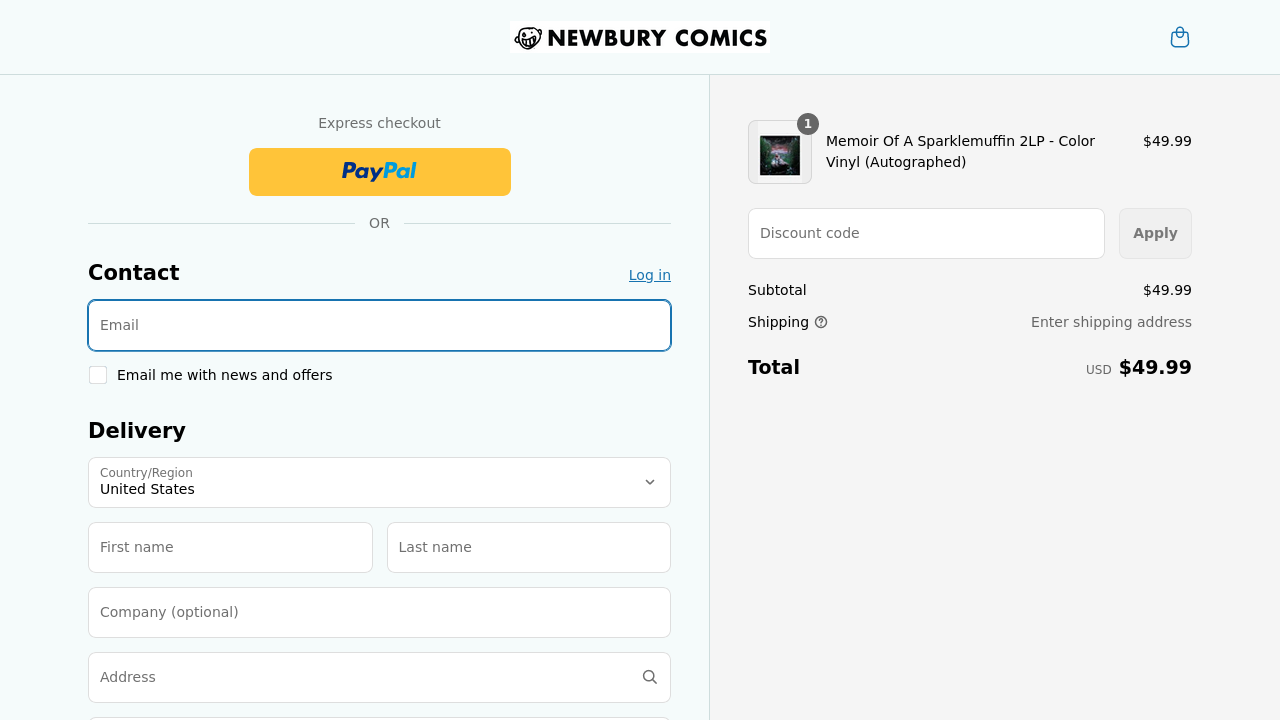 NEWBURY COMICS
Express checkout
PayPal
OR
Contact
Log in
Email
Email me with news and offers
Delivery
Country/Region
United States
First name
Last name
Company (optional)
Address
1
Memoir Of A Sparklemuffin 2LP - Color
Vinyl (Autographed)
$49.99
Discount code
Apply
Subtotal
$49.99
Shipping
Enter shipping address
Total
USD $49.99